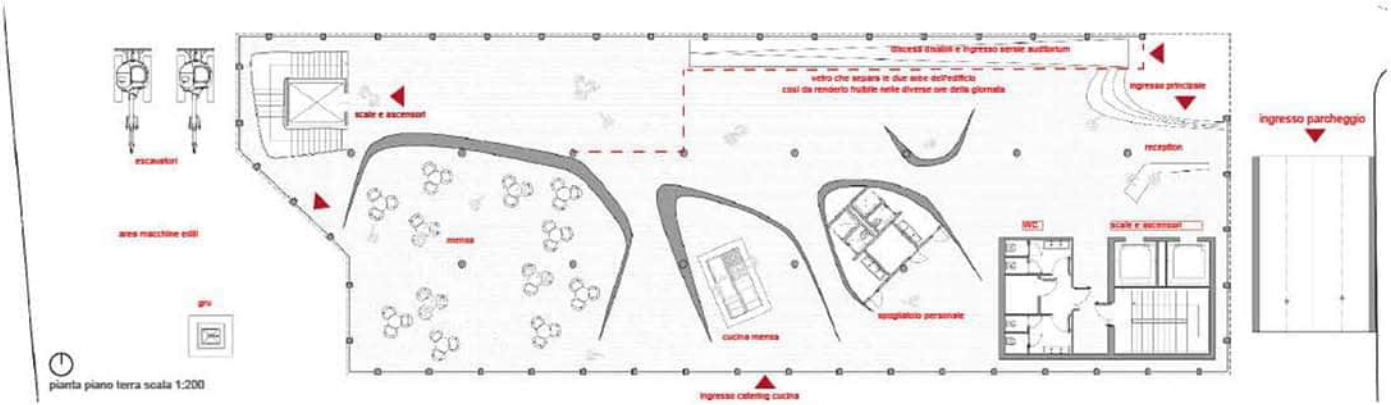 discesa disabili e ingresso serale auditorium
vetro che separa le due aree dell'edificio
così da renderlo fruibile nelle diverse ore della giornata
ingresso principale
scale e ascensori
ingresso parcheggio
escavatori
reception
WC
scale e ascensori
area macchine edili
mensa
gru
spogliatoio personale
cucina mensa
pianta piano terra scala 1:200
ingresso catering cucina